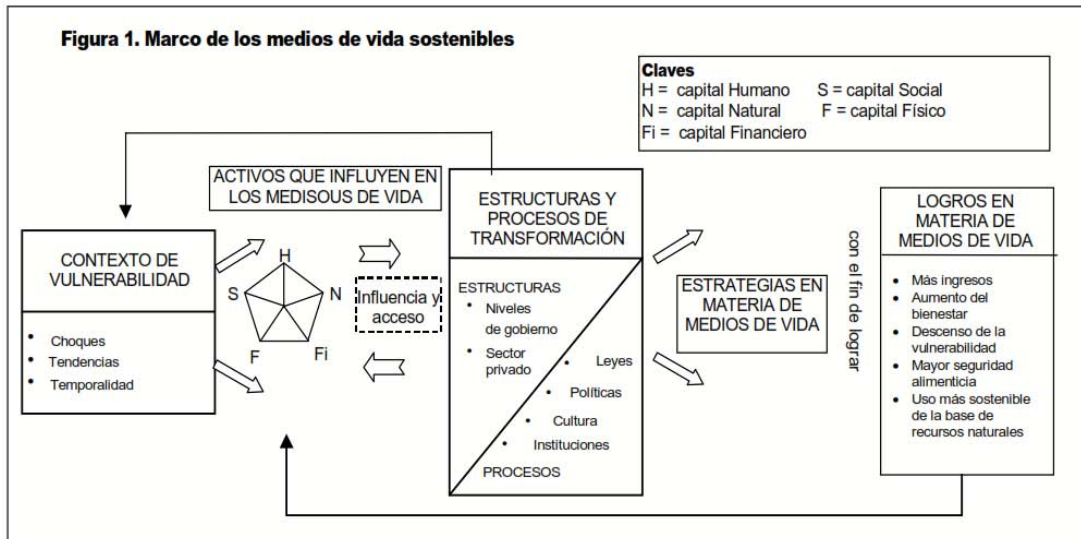 Figura 1. Marco de los medios de vida sostenibles
Claves
H = capital Humano S = capital Social
N = capital Natural F = capital Físico
Fi = capital Financiero
ACTIVOS QUE INFLUYEN EN
LOS MEDISOUS DE VIDA
CONTEXTO DE
VULNERABILIDAD
• Choques
• Tendencias
• Temporalidad
H
S
N
F
Fi
Influencia y
acceso
ESTRUCTURAS Y
PROCESOS DE
TRANSFORMACIÓN
ESTRUCTURAS
• Niveles
de gobierno
• Sector
privado
• Leyes
• Políticas
• Cultura
• Instituciones
PROCESOS
ESTRATEGIAS EN
MATERIA DE
MEDIOS DE VIDA
con el fin de lograr
LOGROS EN
MATERIA DE
MEDIOS DE VIDA
• Más ingresos
• Aumento del
bienestar
• Descenso de la
vulnerabilidad
• Mayor seguridad
alimenticia
• Uso más sostenible
de la base de
recursos naturales